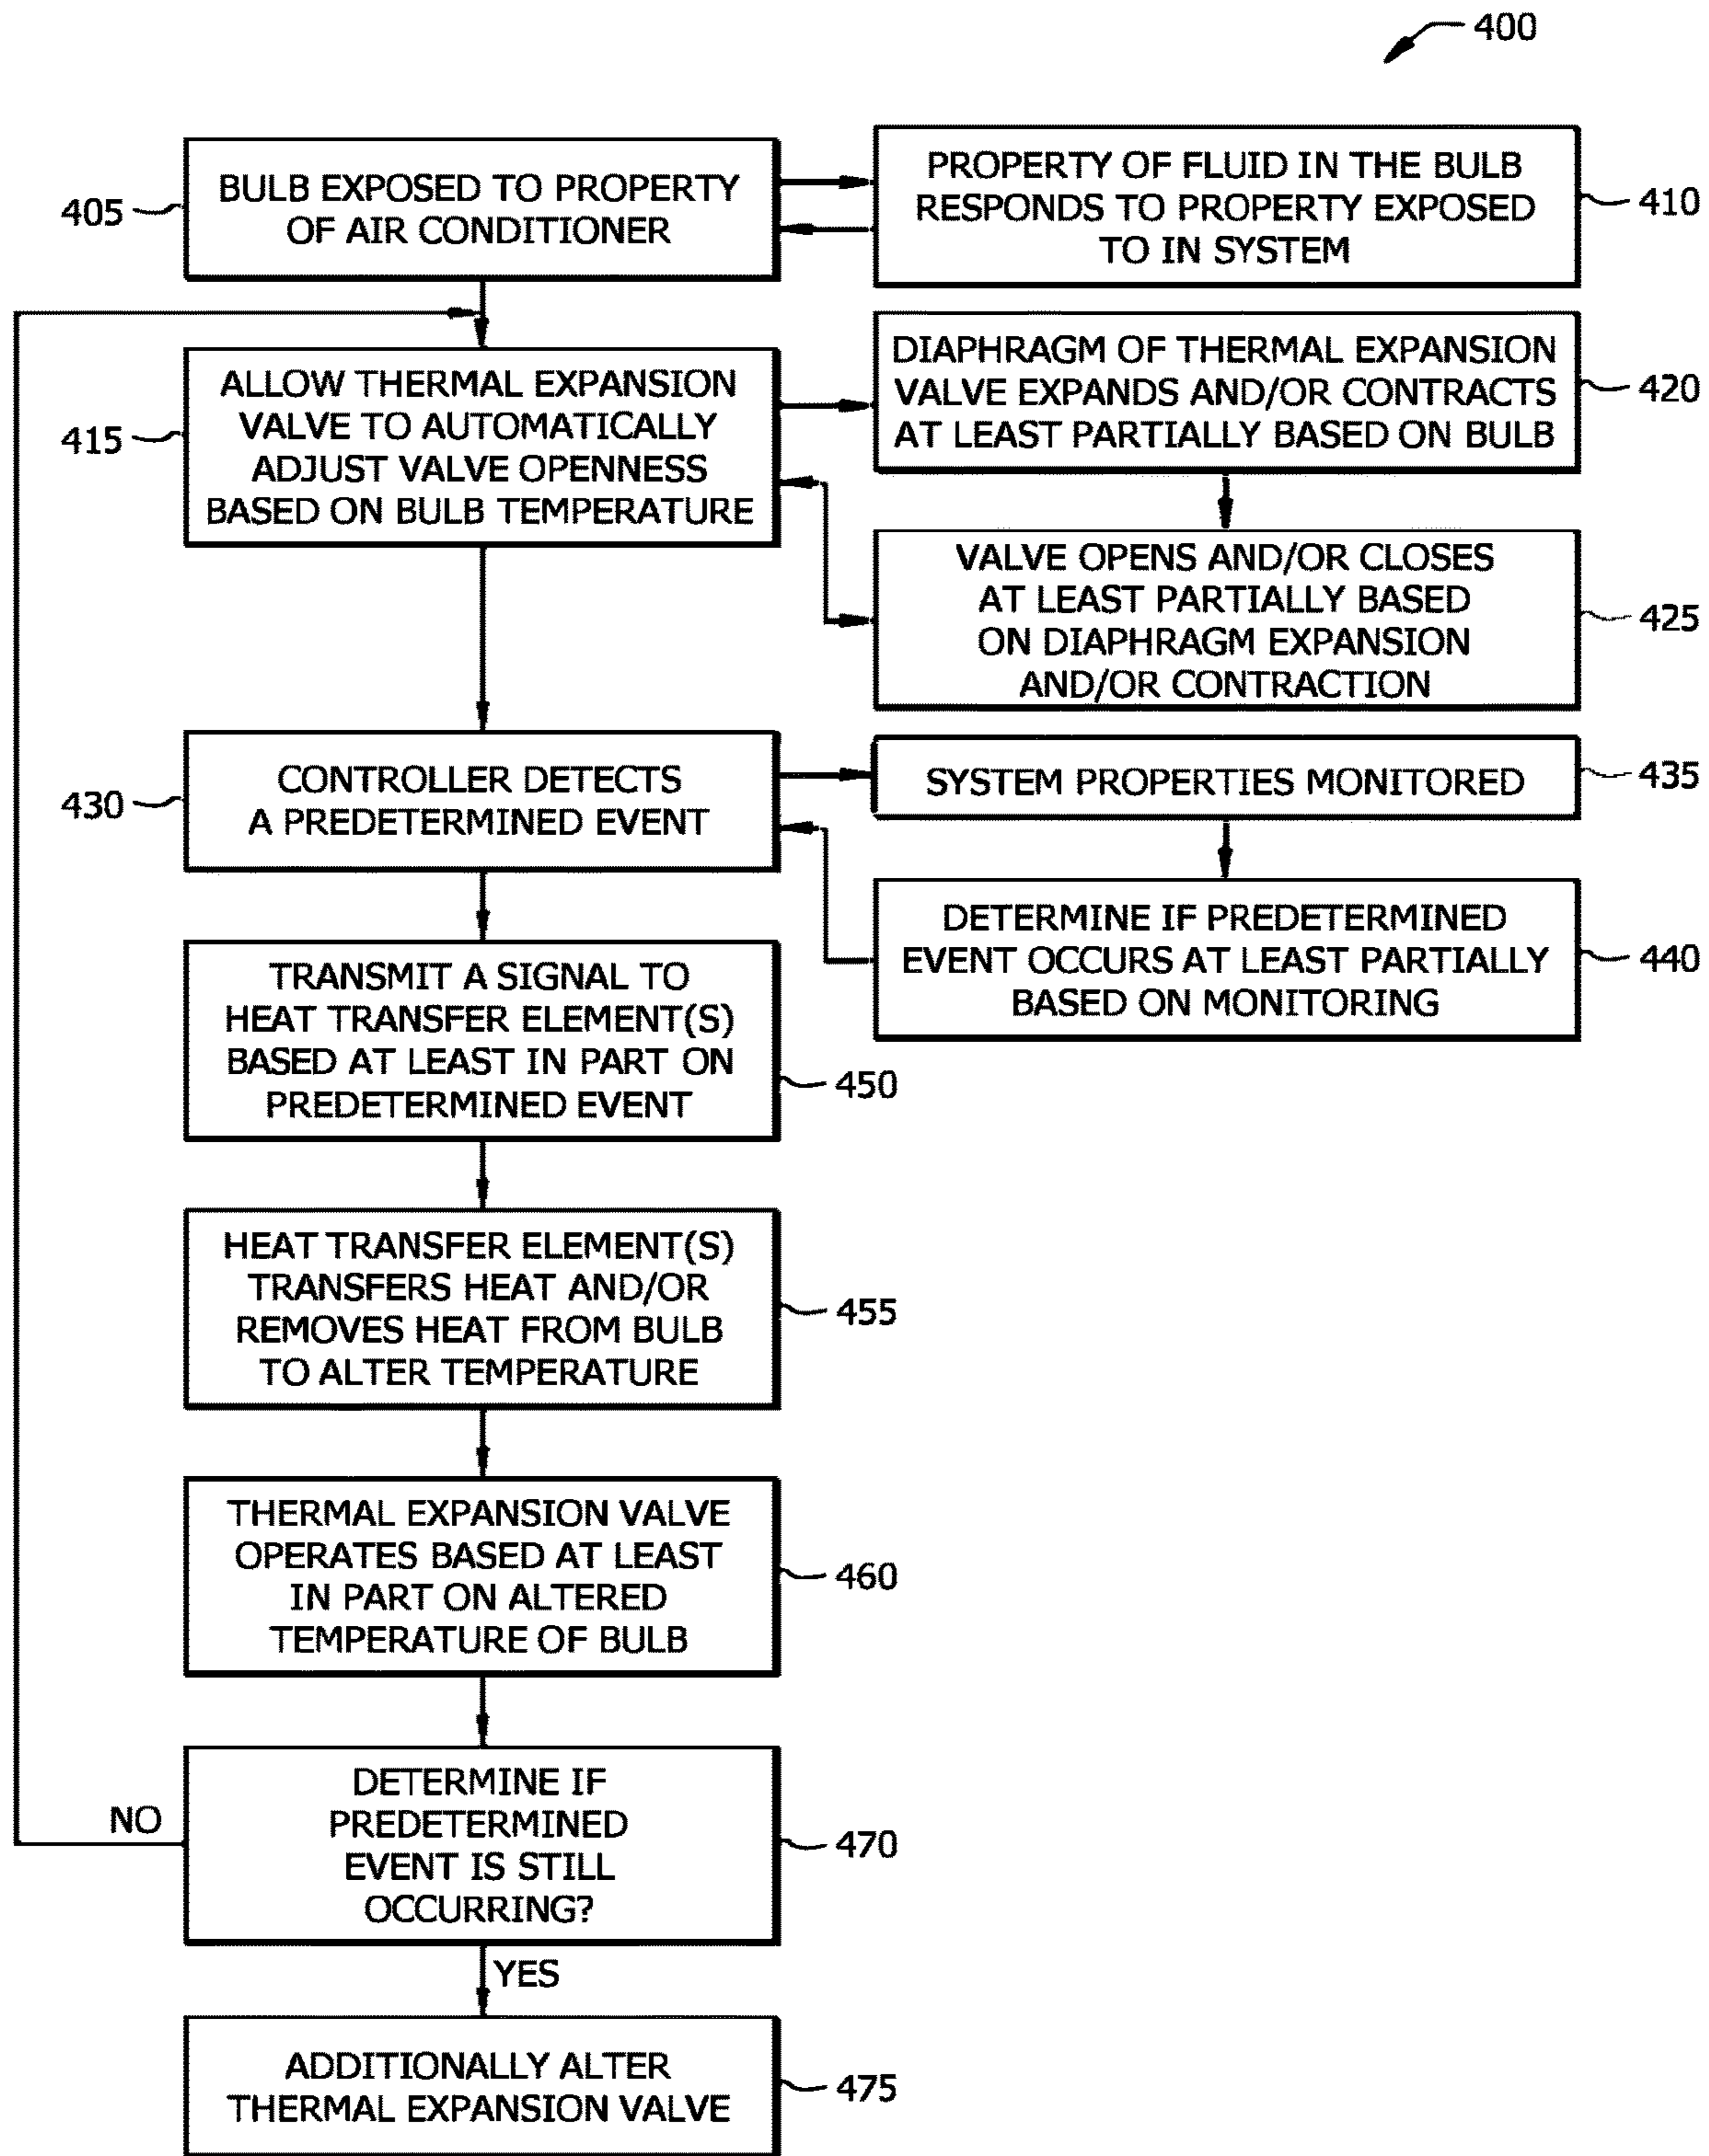 400
BULB EXPOSED TO PROPERTY
OF AIR CONDITIONER
405
PROPERTY OF FLUID IN THE BULB
RESPONDS TO PROPERTY EXPOSED
TO IN SYSTEM
410
ALLOW THERMAL EXPANSION
VALVE TO AUTOMATICALLY
ADJUST VALVE OPENNESS
BASED ON BULB TEMPERATURE
415
DIAPHRAGM OF THERMAL EXPANSION
VALVE EXPANDS AND/OR CONTRACTS
AT LEAST PARTIALLY BASED ON BULB
420
VALVE OPENS AND/OR CLOSES
AT LEAST PARTIALLY BASED
ON DIAPHRAGM EXPANSION
AND/OR CONTRACTION
425
CONTROLLER DETECTS
A PREDETERMINED EVENT
430
SYSTEM PROPERTIES MONITORED
435
DETERMINE IF PREDETERMINED
EVENT OCCURS AT LEAST PARTIALLY
BASED ON MONITORING
440
TRANSMIT A SIGNAL TO
HEAT TRANSFER ELEMENT(S)
BASED AT LEAST IN PART ON
PREDETERMINED EVENT
450
HEAT TRANSFER ELEMENT(S)
TRANSFERS HEAT AND/OR
REMOVES HEAT FROM BULB
TO ALTER TEMPERATURE
455
THERMAL EXPANSION VALVE
OPERATES BASED AT LEAST
IN PART ON ALTERED
TEMPERATURE OF BULB
460
DETERMINE IF
PREDETERMINED
EVENT IS STILL
OCCURRING?
470
NO
YES
ADDITIONALLY ALTER
THERMAL EXPANSION VALVE
475